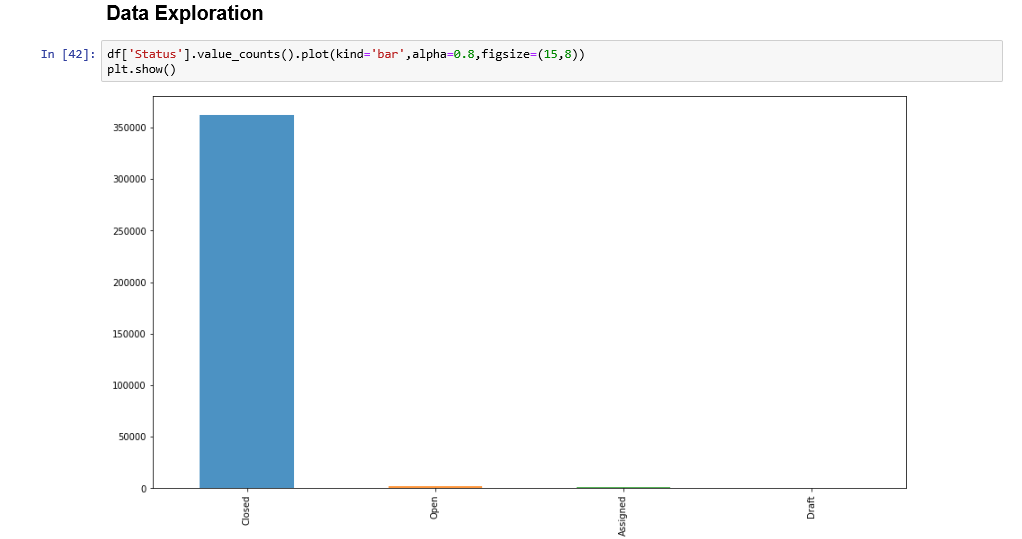 Data Exploration
In [42]: df['Status'].value_counts().plot(kind='bar',alpha=0.8,figsize=(15,8))
plt.show()
350000
300000
250000
200000
150000
100000
50000
0
Closed
Open
Assigned
Draft